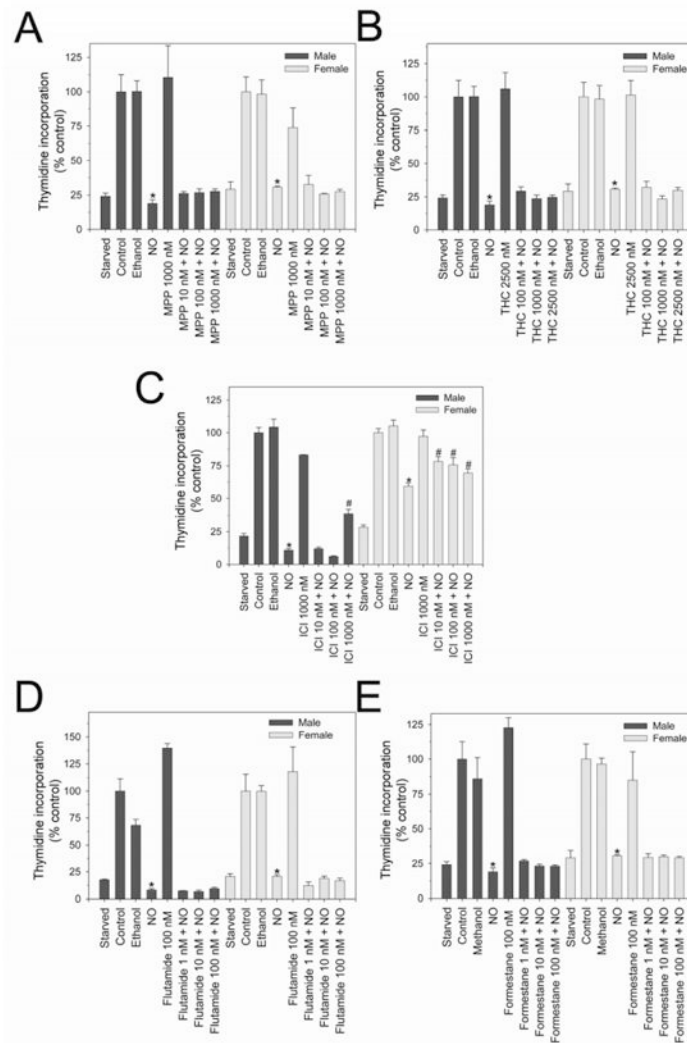 A
Thymidine incorporation
(% control)
125
100
75
50
25
0
Male
Female
*
*
Starved
Control
Ethanol
NO
MPP 1000 nM
MPP 10 nM + NO
MPP 100 nM + NO
MPP 1000 nM + NO
Starved
Control
Ethanol
NO
MPP 1000 nM
MPP 10 nM + NO
MPP 100 nM + NO
MPP 1000 nM + NO
B
Thymidine incorporation
(% control)
125
100
75
50
25
0
Male
Female
*
*
Starved
Control
Ethanol
NO
THC 2500 nM
THC 100 nM + NO
THC 1000 nM + NO
THC 2500 nM + NO
Starved
Control
Ethanol
NO
THC 2500 nM
THC 100 nM + NO
THC 1000 nM + NO
THC 2500 nM + NO
C
Thymidine incorporation
(% control)
125
100
75
50
25
0
Male
Female
*
#
*
#
#
#
Starved
Control
Ethanol
NO
ICI 1000 nM
ICI 10 nM + NO
ICI 100 nM + NO
ICI 1000 nM + NO
Starved
Control
Ethanol
NO
ICI 1000 nM
ICI 10 nM + NO
ICI 100 nM + NO
ICI 1000 nM + NO
D
Thymidine incorporation
(% control)
150
125
100
75
50
25
0
Male
Female
*
*
Starved
Control
Ethanol
NO
Flutamide 100 nM
Flutamide 1 nM + NO
Flutamide 10 nM + NO
Flutamide 100 nM + NO
Starved
Control
Ethanol
NO
Flutamide 100 nM
Flutamide 1 nM + NO
Flutamide 10 nM + NO
Flutamide 100 nM + NO
E
Thymidine incorporation
(% control)
125
100
75
50
25
0
Male
Female
*
*
Starved
Control
Methanol
NO
Formestane 100 nM
Formestane 1 nM + NO
Formestane 10 nM + NO
Formestane 100 nM + NO
Starved
Control
Methanol
NO
Formestane 100 nM
Formestane 1 nM + NO
Formestane 10 nM + NO
Formestane 100 nM + NO